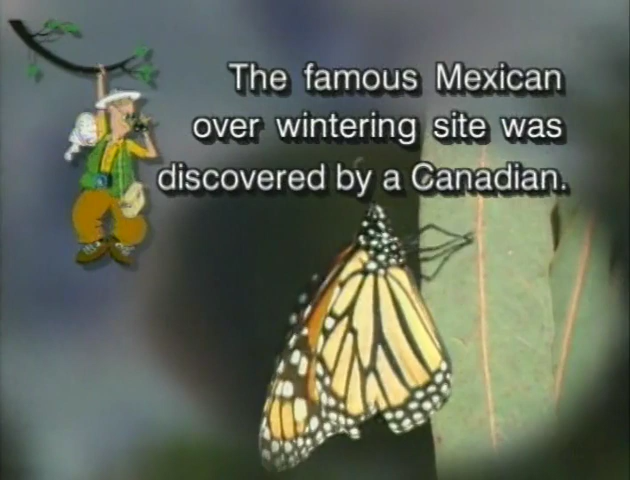 The famous Mexican
over wintering site was
discovered by a Canadian.